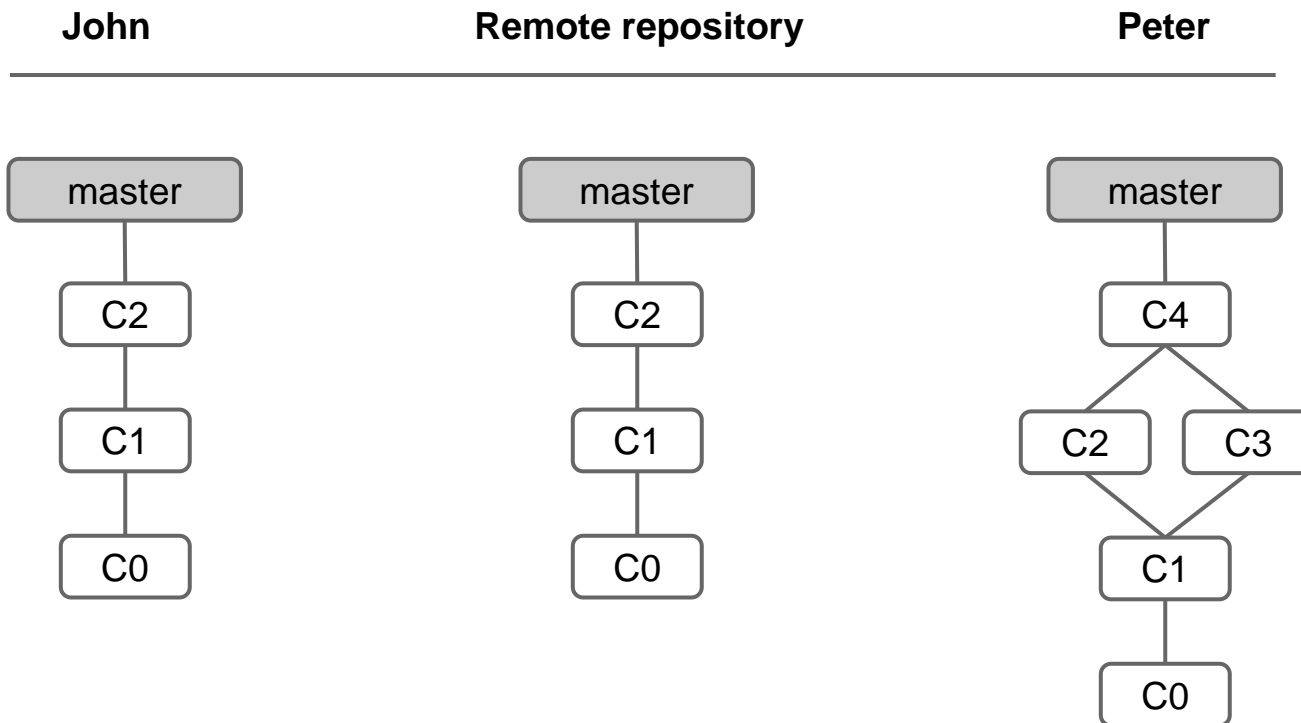 John
Remote repository
Peter
master
master
master
C2
C2
C4
C1
C1
C2
C3
C0
C0
C1
C0